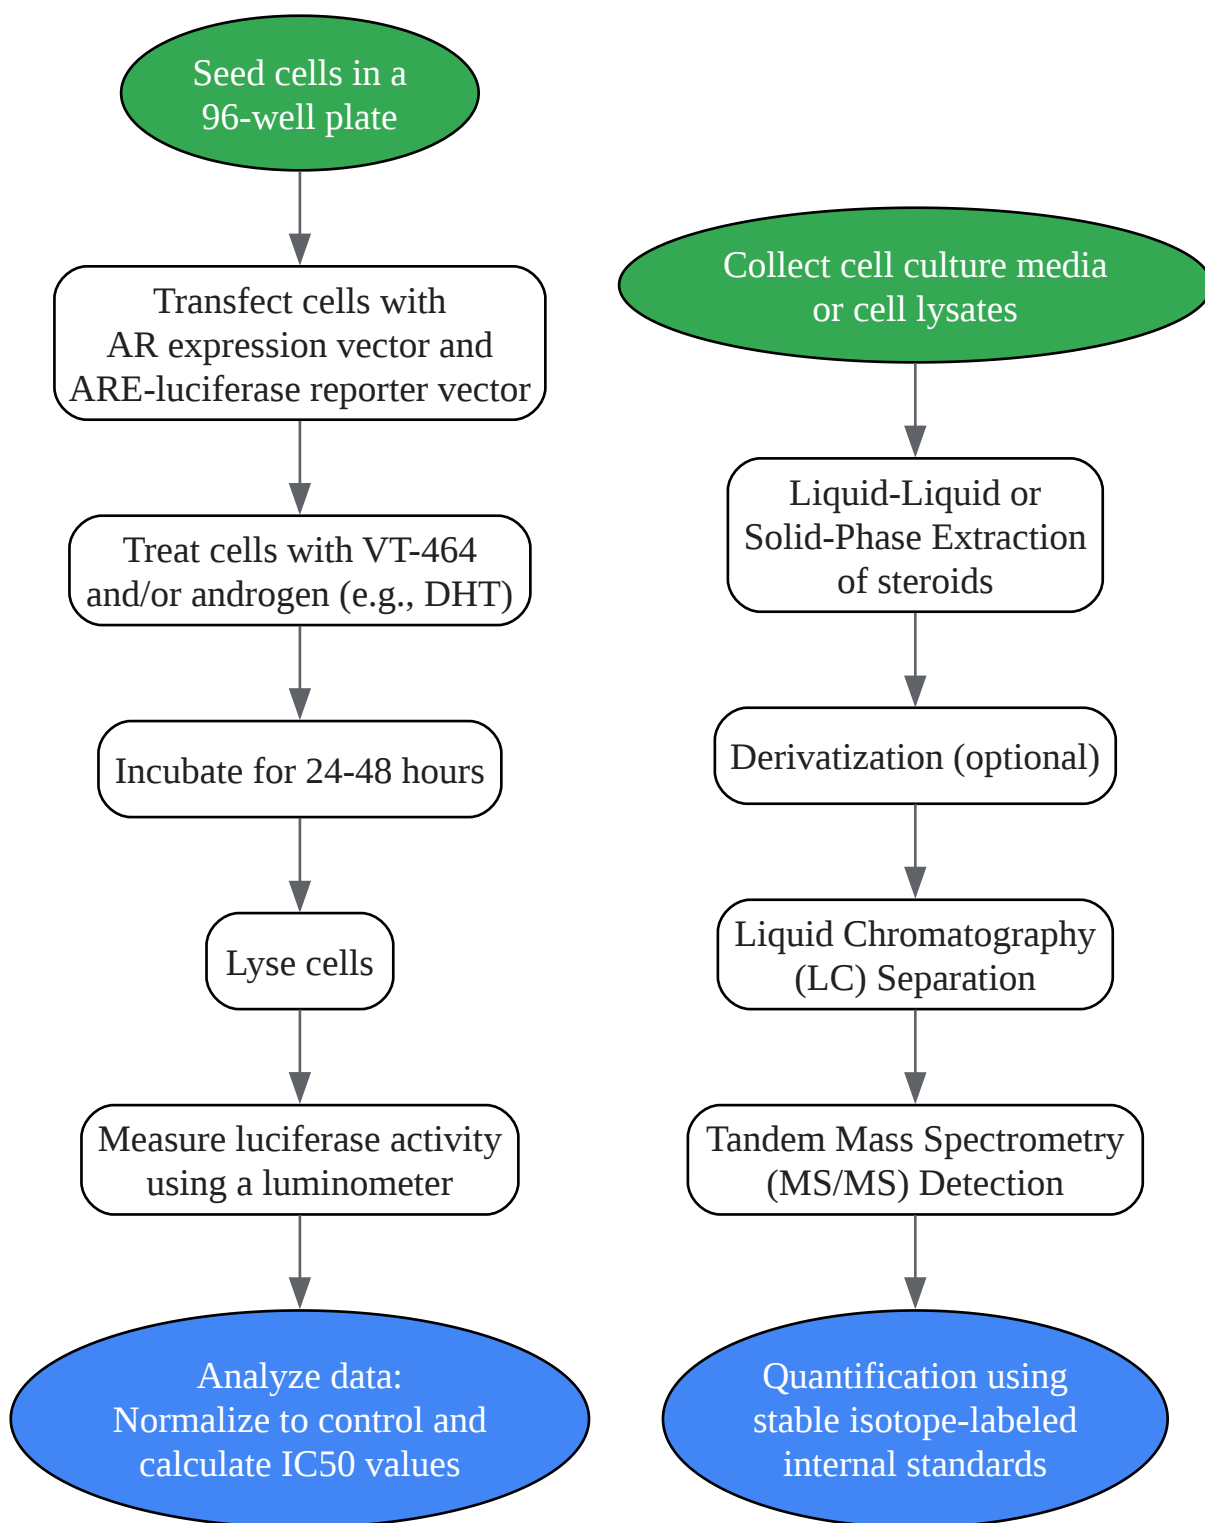 Seed cells in a
96-well plate
Transfect cells with
AR expression vector and
ARE-luciferase reporter vector
Treat cells with VT-464
and/or androgen (e.g., DHT)
Incubate for 24-48 hours
Lyse cells
Measure luciferase activity
using a luminometer
Analyze data:
Normalize to control and
calculate IC50 values
Collect cell culture media
or cell lysates
Liquid-Liquid or
Solid-Phase Extraction
of steroids
Derivatization (optional)
Liquid Chromatography
(LC) Separation
Tandem Mass Spectrometry
(MS/MS) Detection
Quantification using
stable isotope-labeled
internal standards